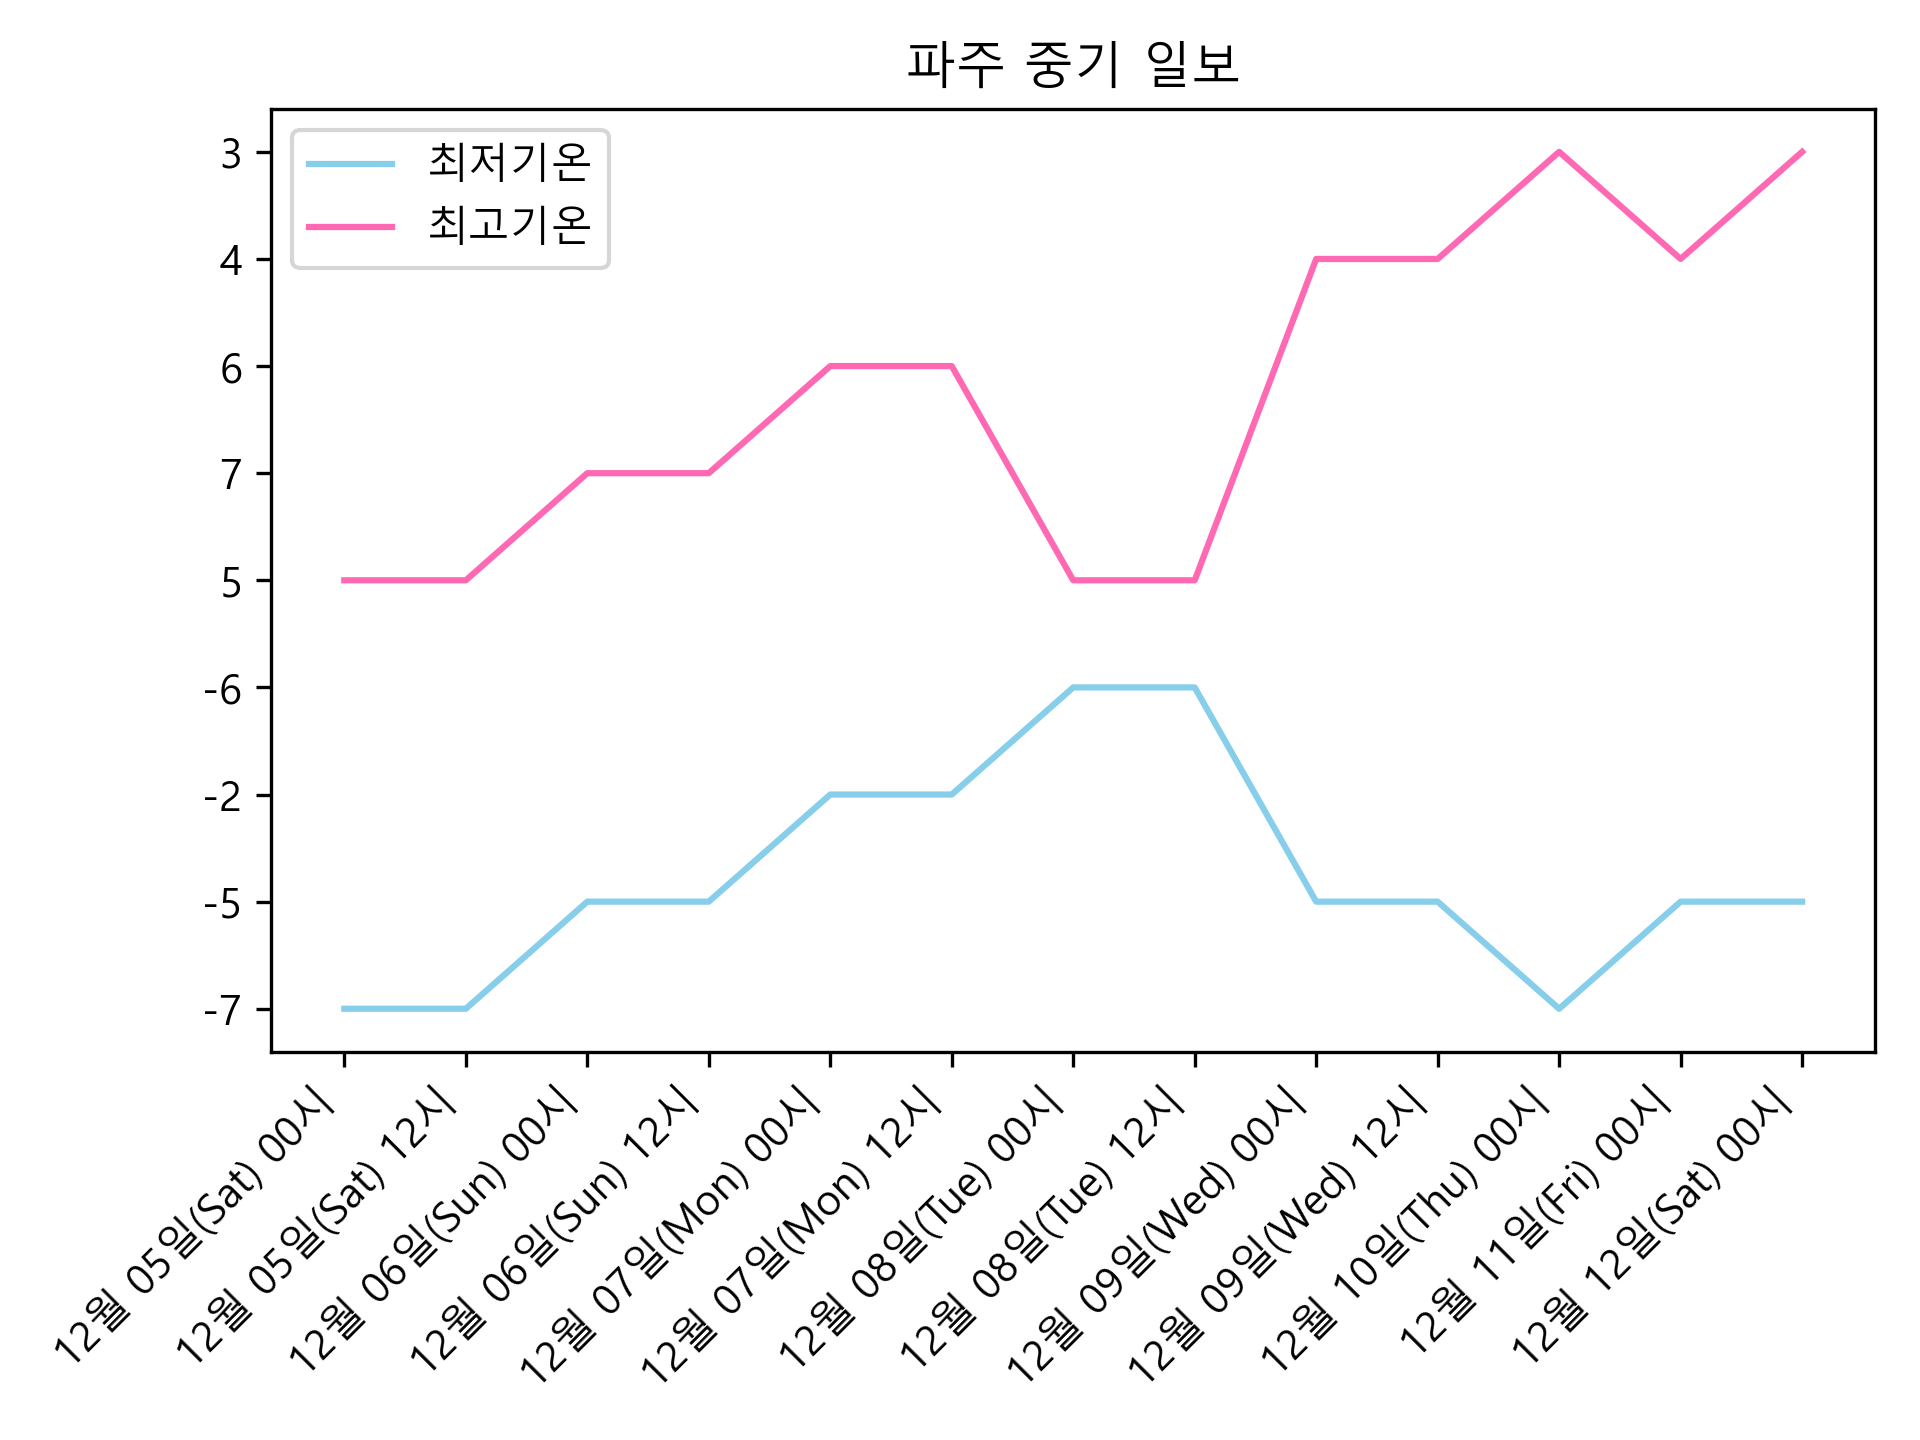 파주 중기 일보
최저기온
최고기온
3
4
6
7
5
-6
-2
-5
-7
12월 05일(Sat) 00시
12월 05일(Sat) 12시
12월 06일(Sun) 00시
12월 06일(Sun) 12시
12월 07일(Mon) 00시
12월 07일(Mon) 12시
12월 08일(Tue) 00시
12월 08일(Tue) 12시
12월 09일(Wed) 00시
12월 09일(Wed) 12시
12월 10일(Thu) 00시
12월 11일(Fri) 00시
12월 12일(Sat) 00시